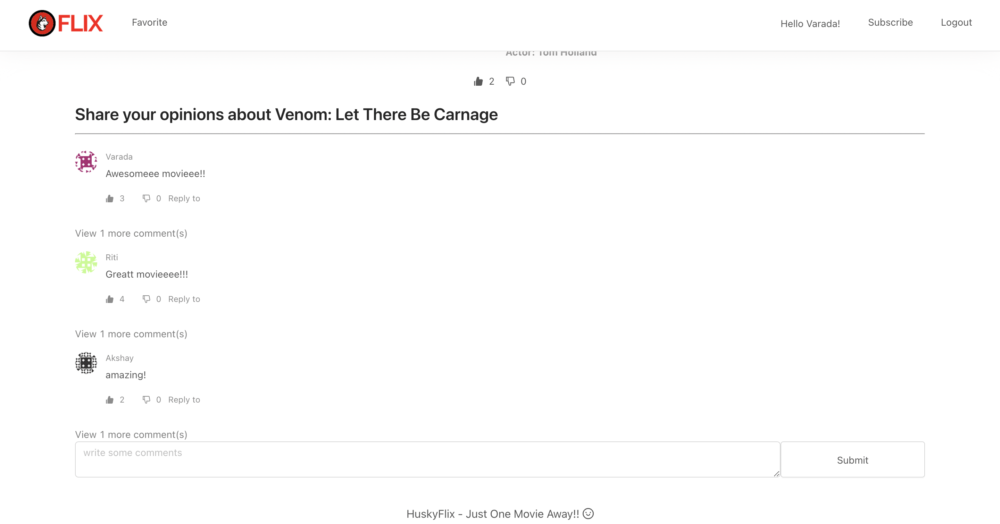 FLIX
Favorite
Hello Varada!
Subscribe
Logout
Actor: Tom Holland
2
0
Share your opinions about Venom: Let There Be Carnage
Varada
Awesomeee movieee!!
3 0 Reply to
View 1 more comment(s)
Riti
Greatt movieeee!!!
4 0 Reply to
View 1 more comment(s)
Akshay
amazing!
2 0 Reply to
View 1 more comment(s)
write some comments
Submit
HuskyFlix - Just One Movie Away!!